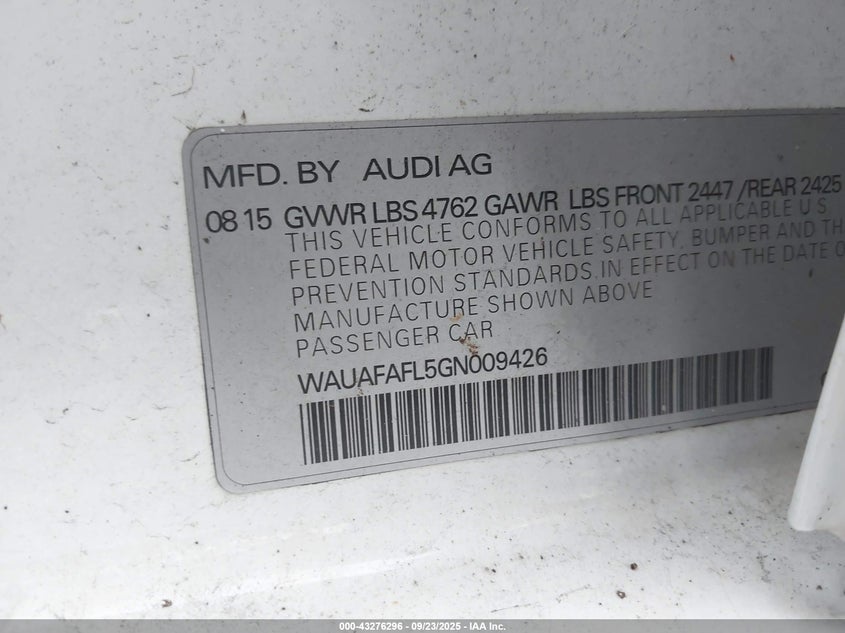 MFD. BY AUDI AG
08 15 GVWR LBS 4762 GAWR LBS FRONT 2447 /REAR 2425
THIS VEHICLE CONFORMS TO ALL APPLICABLE U S
FEDERAL MOTOR VEHICLE SAFETY, BUMPER AND
PREVENTION STANDARDS IN EFFECT ON THE DATE
MANUFACTURE SHOWN ABOVE
PASSENGER CAR
WAUAFAFL5GN009426
000-43276296 - 09/23/2025 - IAA Inc.